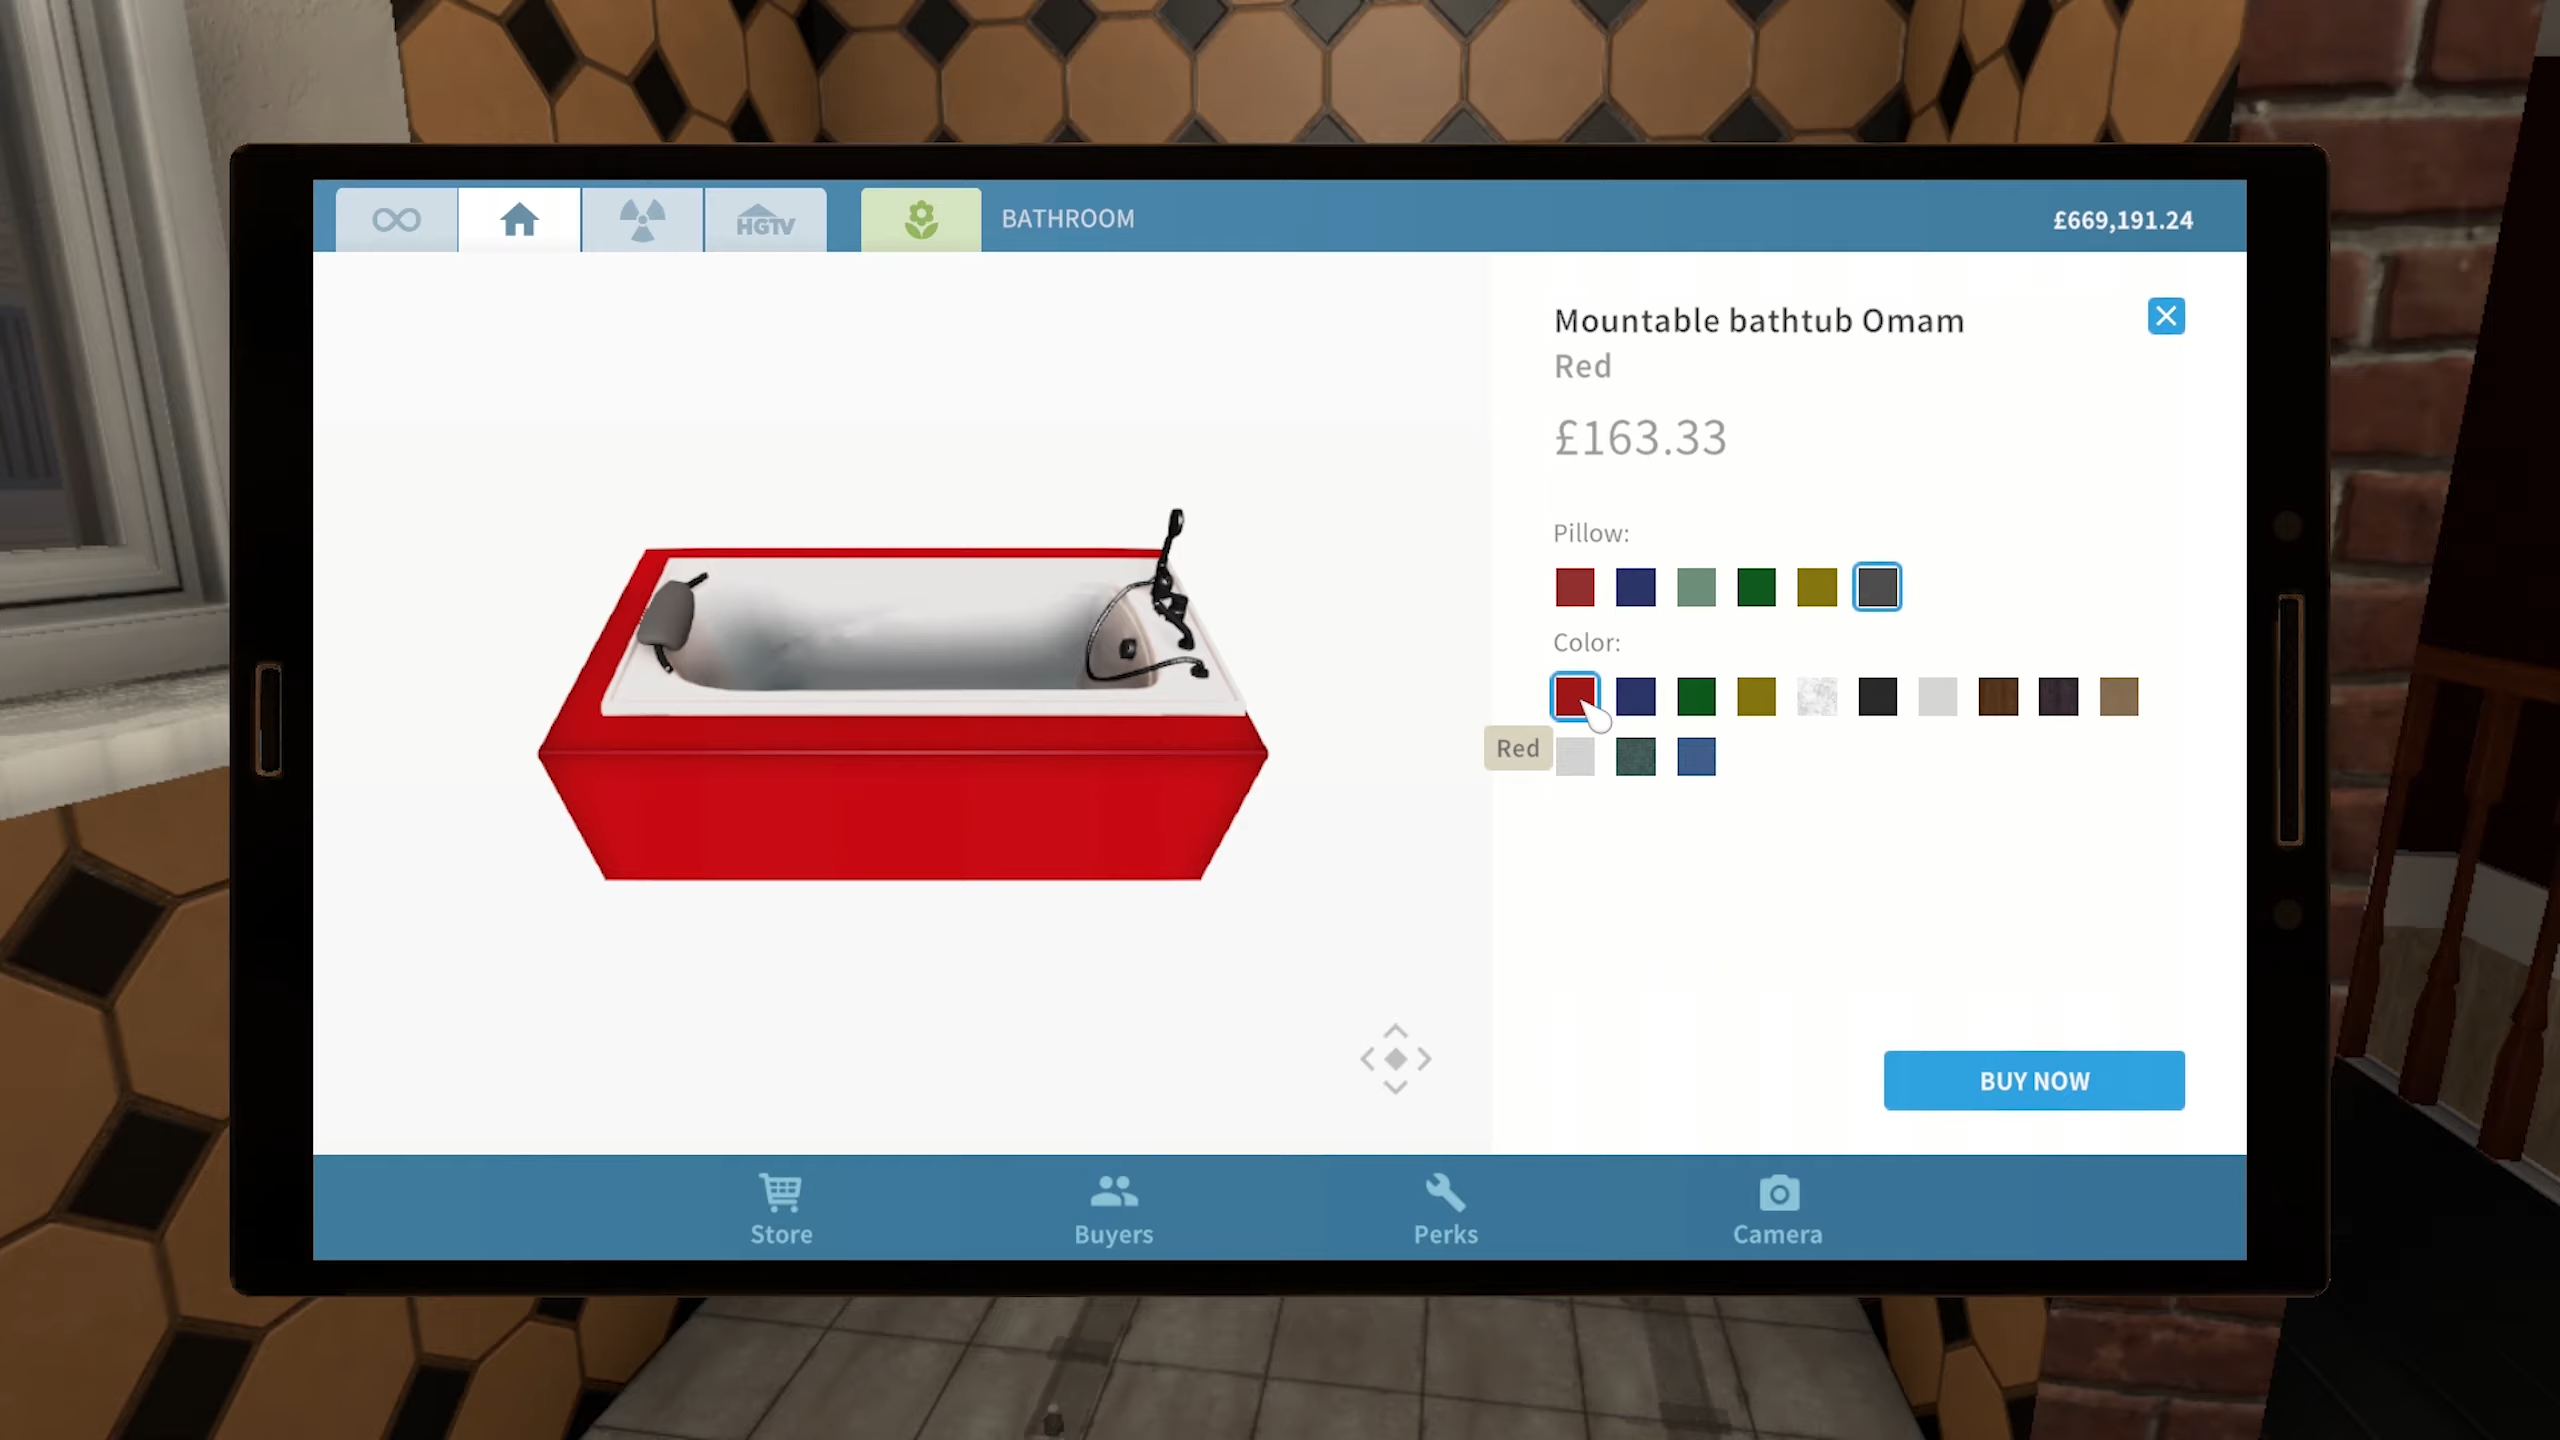 HGTV
BATHROOM
£669,191.24
Mountable bathtub Omam
Red
£163.33
Pillow:
Color:
Red
BUY NOW
Store
Buyers
Perks
Camera